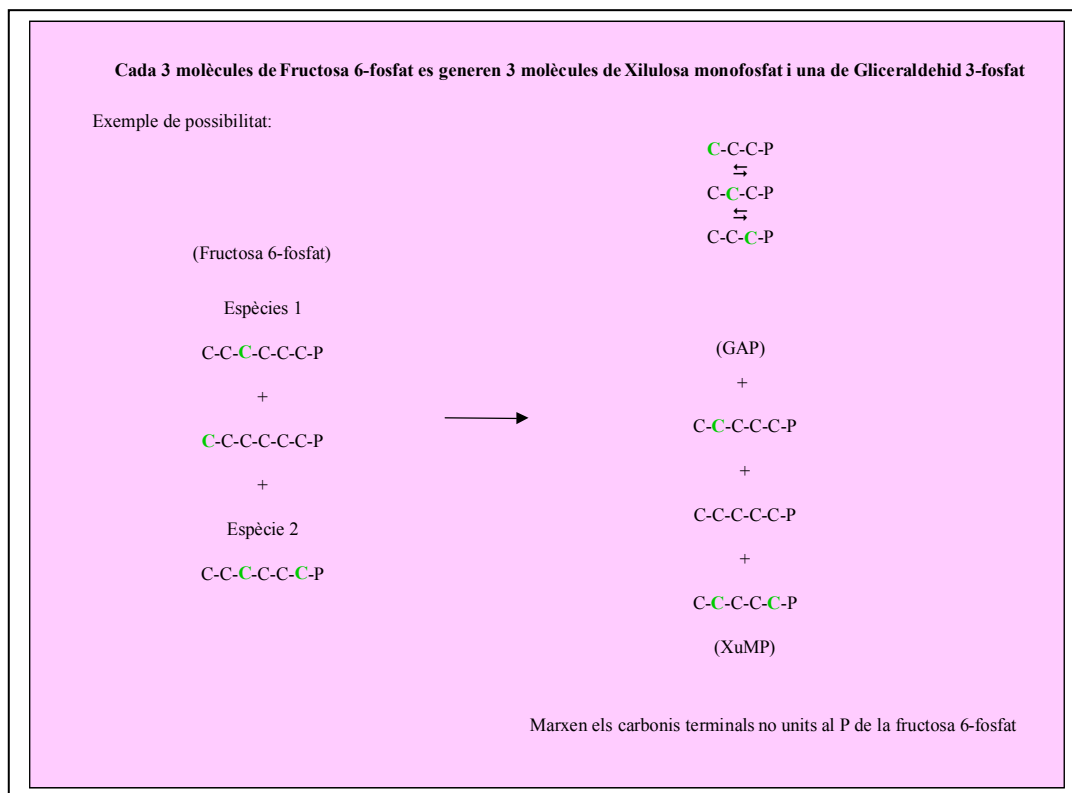 Cada 3 molècules de Fructosa 6-fosfat es generen 3 molècules de Xilulosa monofosfat i una de Gliceraldehid 3-fosfat
Exemple de possibilitat:
C-C-C-P
⇆
C-C-C-P
⇆
C-C-C-P
(Fructosa 6-fosfat)
Espècies 1
C-C-C-C-C-C-P
+
C-C-C-C-C-C-P
+
Espècie 2
C-C-C-C-C-C-P
(GAP)
+
C-C-C-C-C-P
+
C-C-C-C-C-P
+
C-C-C-C-C-P
(XuMP)
Marxen els carbonis terminals no units al P de la fructosa 6-fosfat